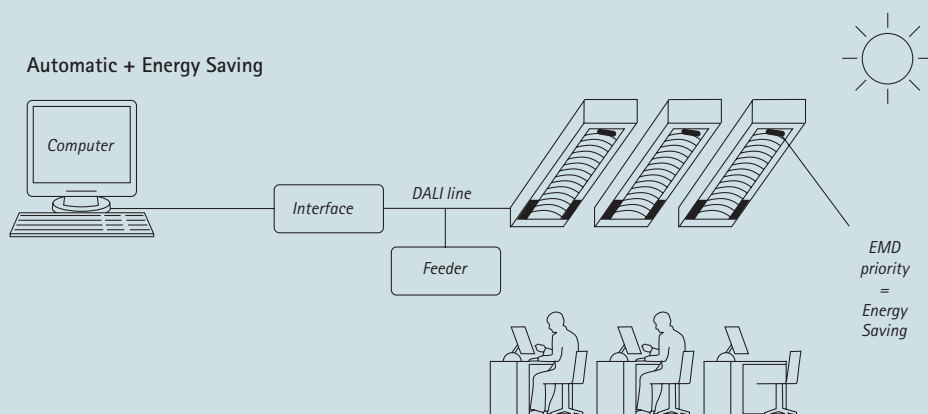 Automatic + Energy Saving
Computer
Interface
DALI line
Feeder
EMD
priority
=
Energy
Saving